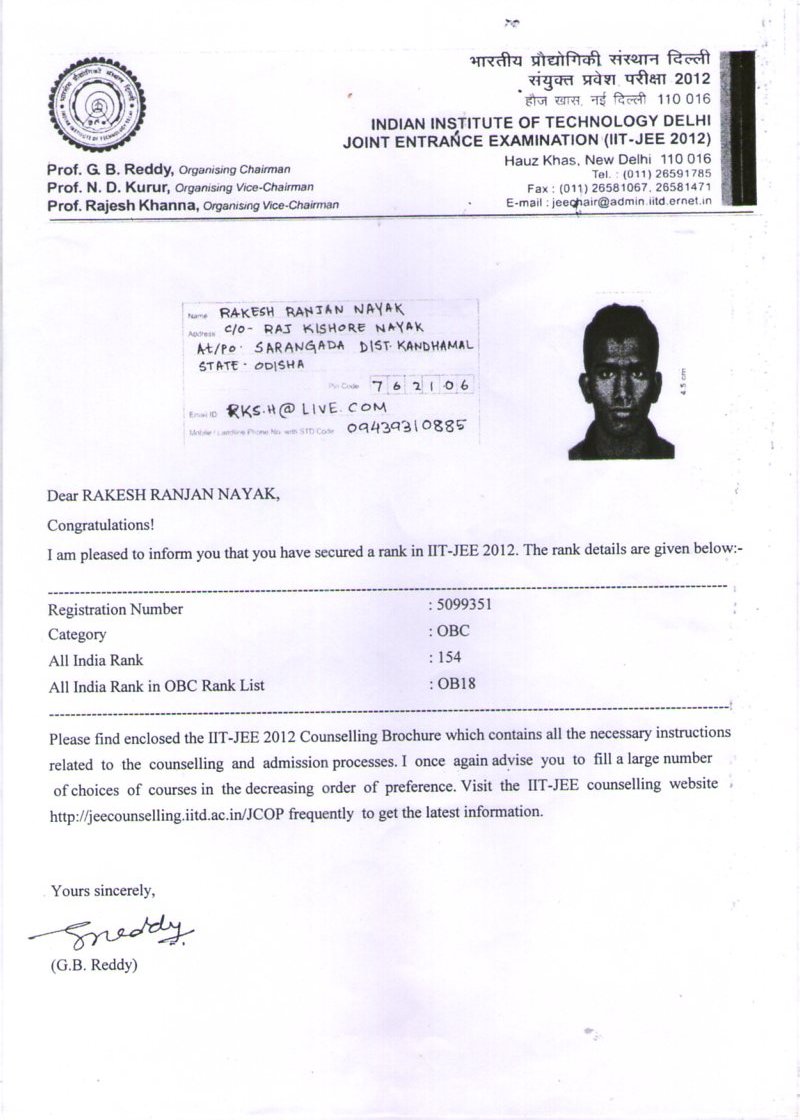 भारतीय प्रौद्योगिकी संस्थान दिल्ली
संयुक्त प्रवेश परीक्षा 2012
हौज खास, नई दिल्ली 110 016
INDIAN INSTITUTE OF TECHNOLOGY DELHI
JOINT ENTRANCE EXAMINATION (IIT-JEE 2012)
Hauz Khas, New Delhi 110 016
Tel. : (011) 26591785
Fax : (011) 26581067, 26581471
E-mail : jeechair@admin.iitd.ernet.in
Prof. G. B. Reddy, Organising Chairman
Prof. N. D. Kurur, Organising Vice-Chairman
Prof. Rajesh Khanna, Organising Vice-Chairman
Name RAKESH RANJAN NAYAK
Address C/O- RAJ KISHORE NAYAK
At/Po- SARANGADA DIST. KANDHAMAL
STATE- ODISHA
Pin Code 762106
Email ID RKS.H@LIVE.COM
Mobile / Landline Phone No. with STD Code 09439310885
4.5 cm
Dear RAKESH RANJAN NAYAK,
Congratulations!
I am pleased to inform you that you have secured a rank in IIT-JEE 2012. The rank details are given below:-
Registration Number : 5099351
Category : OBC
All India Rank : 154
All India Rank in OBC Rank List : OB18
Please find enclosed the IIT-JEE 2012 Counselling Brochure which contains all the necessary instructions
related to the counselling and admission processes. I once again advise you to fill a large number
of choices of courses in the decreasing order of preference. Visit the IIT-JEE counselling website
http://jeecounselling.iitd.ac.in/JCOP frequently to get the latest information.
Yours sincerely,
GReddy
(G.B. Reddy)